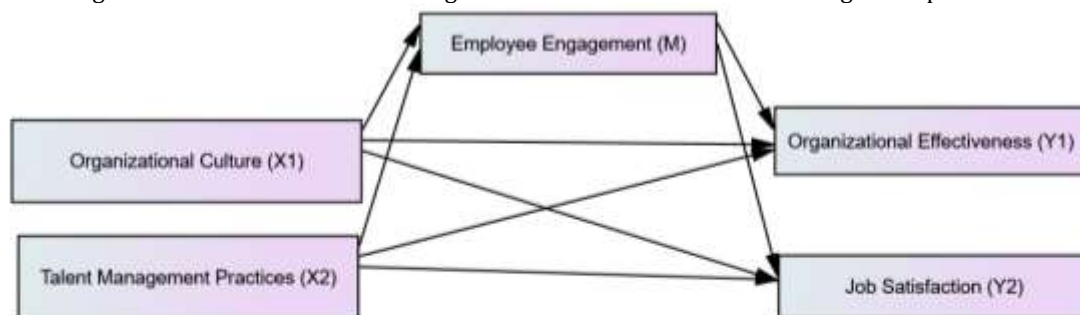 Employee Engagement (M)
Organizational Culture (X1)
Organizational Effectiveness (Y1)
Talent Management Practices (X2)
Job Satisfaction (Y2)